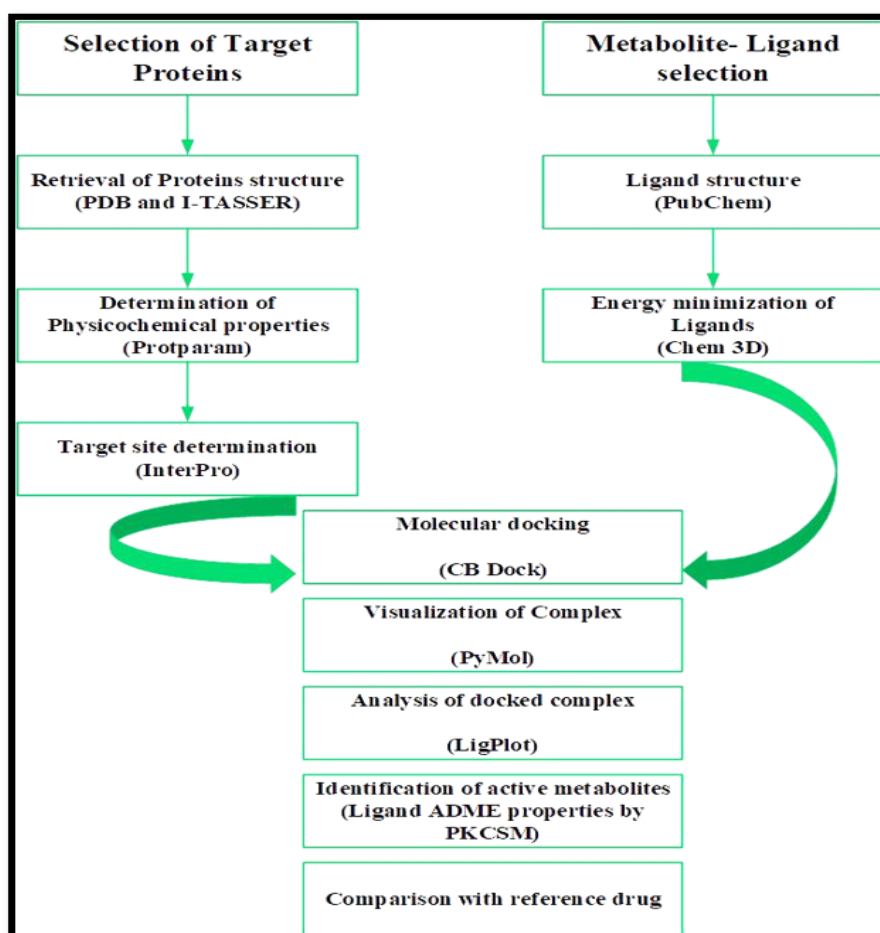 Selection of Target
Proteins
Retrieval of Proteins structure
(PDB and I-TASSER)
Determination of
Physicochemical properties
(Protparam)
Target site determination
(InterPro)
Metabolite- Ligand
selection
Ligand structure
(PubChem)
Energy minimization of
Ligands
(Chem 3D)
Molecular docking
(CB Dock)
Visualization of Complex
(PyMol)
Analysis of docked complex
(LigPlot)
Identification of active metabolites
(Ligand ADME properties by
PKCSM)
Comparison with reference drug